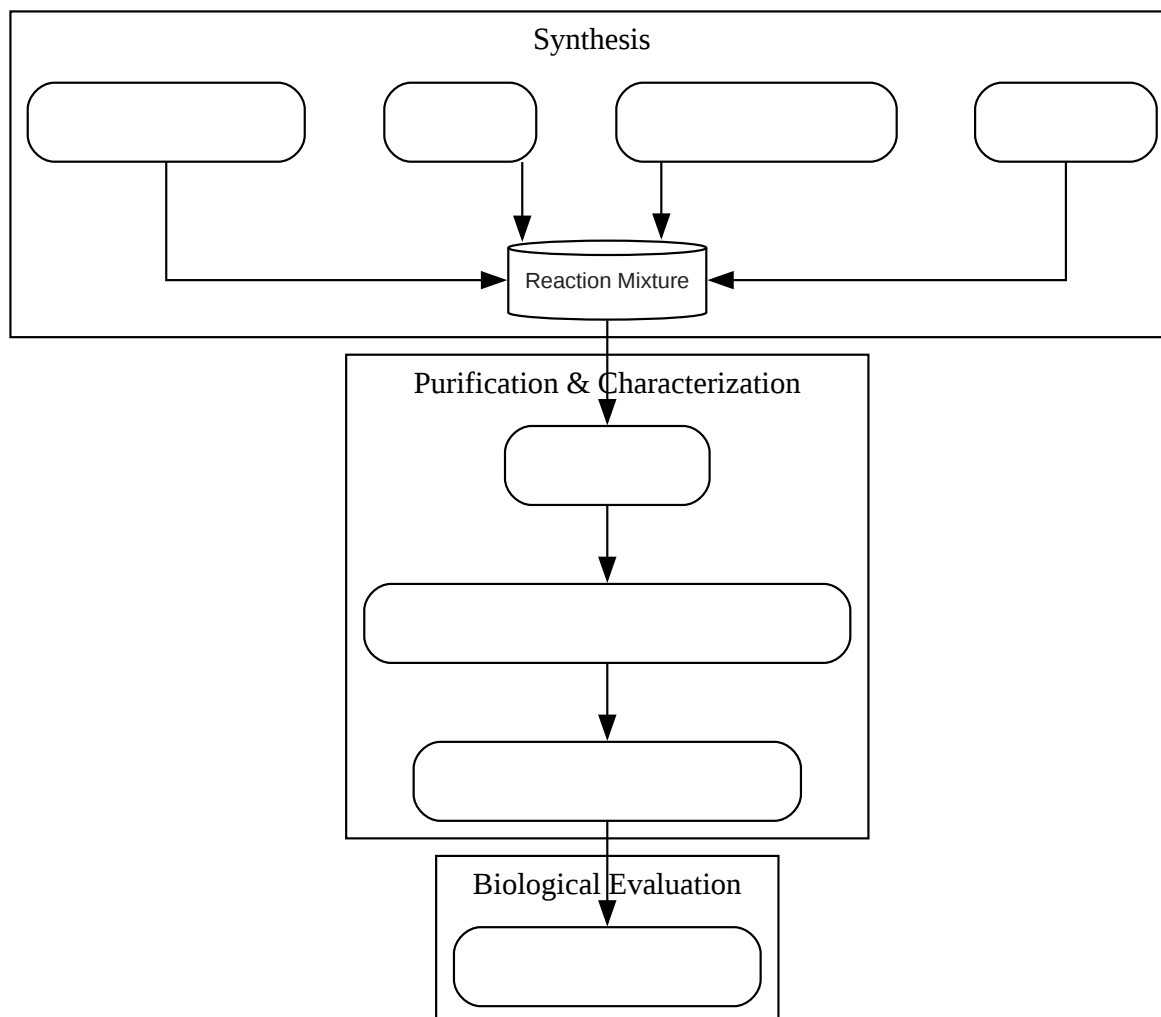 Synthesis
Reaction Mixture
Purification & Characterization
Biological Evaluation